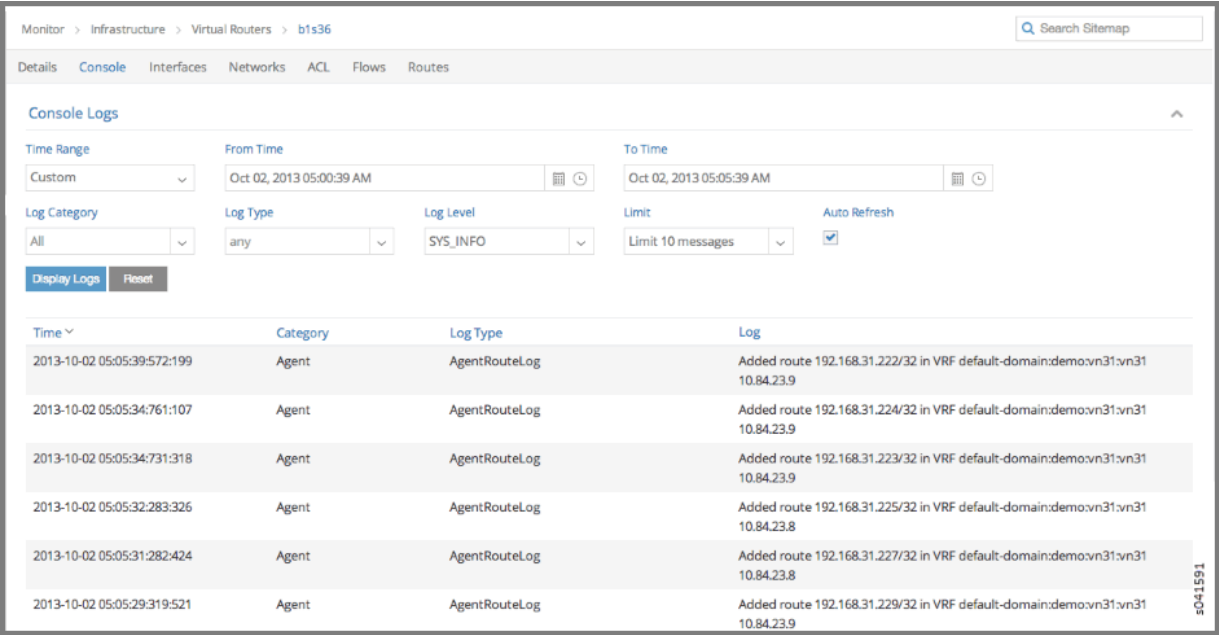 Monitor > Infrastructure > Virtual Routers > b1s36
Search Sitemap
Details Console Interfaces Networks ACL Flows Routes
Console Logs
Time Range From Time To Time
Custom Oct 02, 2013 05:00:39 AM Oct 02, 2013 05:05:39 AM
Log Category Log Type Log Level Limit Auto Refresh
All any SYS_INFO Limit 10 messages
Display Logs Reset
Time Category Log Type Log
2013-10-02 05:05:39:572:199 Agent AgentRouteLog Added route 192.168.31.222/32 in VRF default-domain:demo:vn31:vn31
10.84.23.9
2013-10-02 05:05:34:761:107 Agent AgentRouteLog Added route 192.168.31.224/32 in VRF default-domain:demo:vn31:vn31
10.84.23.9
2013-10-02 05:05:34:731:318 Agent AgentRouteLog Added route 192.168.31.223/32 in VRF default-domain:demo:vn31:vn31
10.84.23.9
2013-10-02 05:05:32:283:326 Agent AgentRouteLog Added route 192.168.31.225/32 in VRF default-domain:demo:vn31:vn31
10.84.23.8
2013-10-02 05:05:31:282:424 Agent AgentRouteLog Added route 192.168.31.227/32 in VRF default-domain:demo:vn31:vn31
10.84.23.8
2013-10-02 05:05:29:319:521 Agent AgentRouteLog Added route 192.168.31.229/32 in VRF default-domain:demo:vn31:vn31
10.84.23.9
s041591